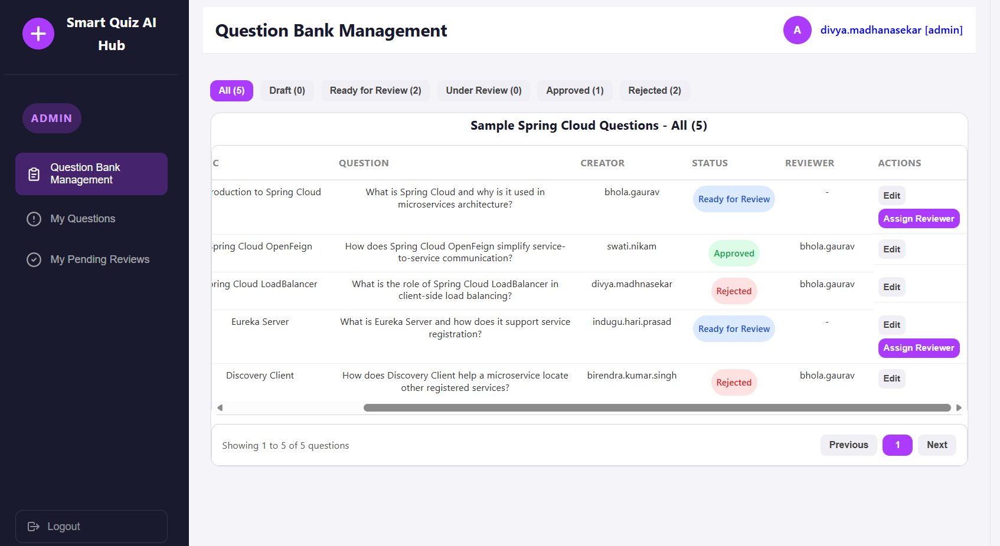 Smart Quiz AI
Hub
ADMIN
Question Bank
Management
My Questions
My Pending Reviews
Logout
Question Bank Management
A
divya.madhanasekar [admin]
All (5)
Draft (0)
Ready for Review (2)
Under Review (0)
Approved (1)
Rejected (2)
Sample Spring Cloud Questions - All (5)
C QUESTION CREATOR STATUS REVIEWER ACTIONS
roduction to Spring Cloud
What is Spring Cloud and why is it used in
microservices architecture?
bhola.gaurav
Ready for Review
-
Edit
Assign Reviewer
Spring Cloud OpenFeign
How does Spring Cloud OpenFeign simplify service-
to-service communication?
swati.nikam
Approved
bhola.gaurav
Edit
ring Cloud LoadBalancer
What is the role of Spring Cloud LoadBalancer in
client-side load balancing?
divya.madhnasekar
Rejected
bhola.gaurav
Edit
Eureka Server
What is Eureka Server and how does it support service
registration?
indugu.hari.prasad
Ready for Review
-
Edit
Assign Reviewer
Discovery Client
How does Discovery Client help a microservice locate
other registered services?
birendra.kumar.singh
Rejected
bhola.gaurav
Edit
Showing 1 to 5 of 5 questions
Previous
1
Next